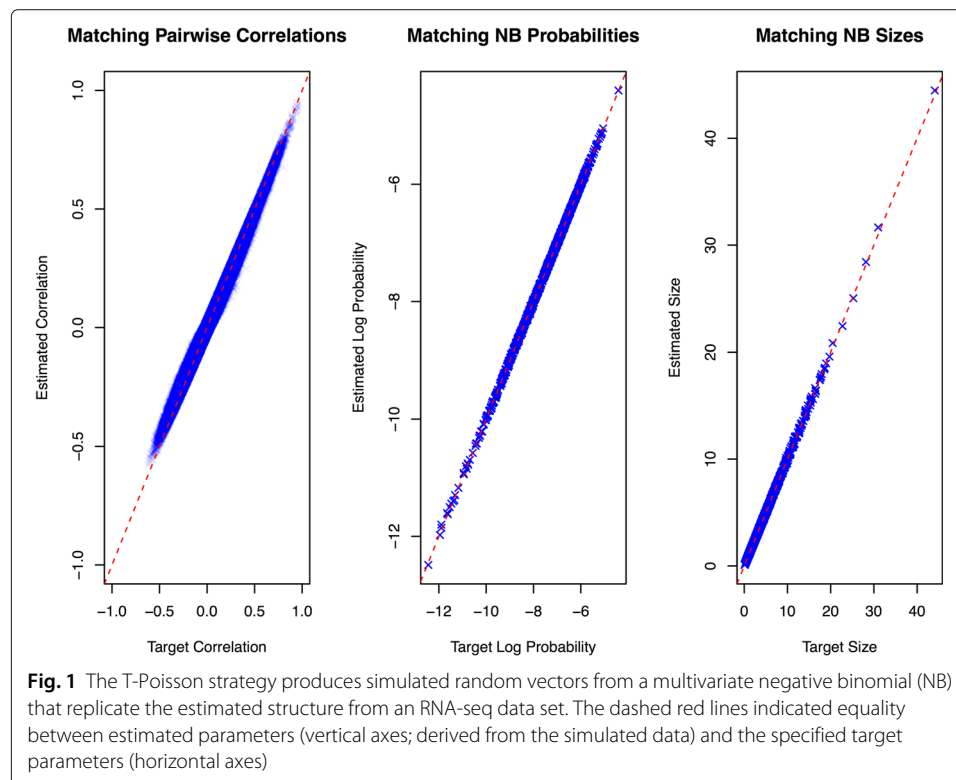 Matching Pairwise Correlations
Matching NB Probabilities
Matching NB Sizes
Estimated Correlation
1.0
0.5
0.0
−0.5
−1.0
−1.0 −0.5 0.0 0.5 1.0
Target Correlation
Estimated Log Probability
−6
−8
−10
−12
−12 −10 −8 −6
Target Log Probability
Estimated Size
40
30
20
10
0
0 10 20 30 40
Target Size
Fig. 1 The T-Poisson strategy produces simulated random vectors from a multivariate negative binomial (NB)
that replicate the estimated structure from an RNA-seq data set. The dashed red lines indicated equality
between estimated parameters (vertical axes; derived from the simulated data) and the specified target
parameters (horizontal axes)